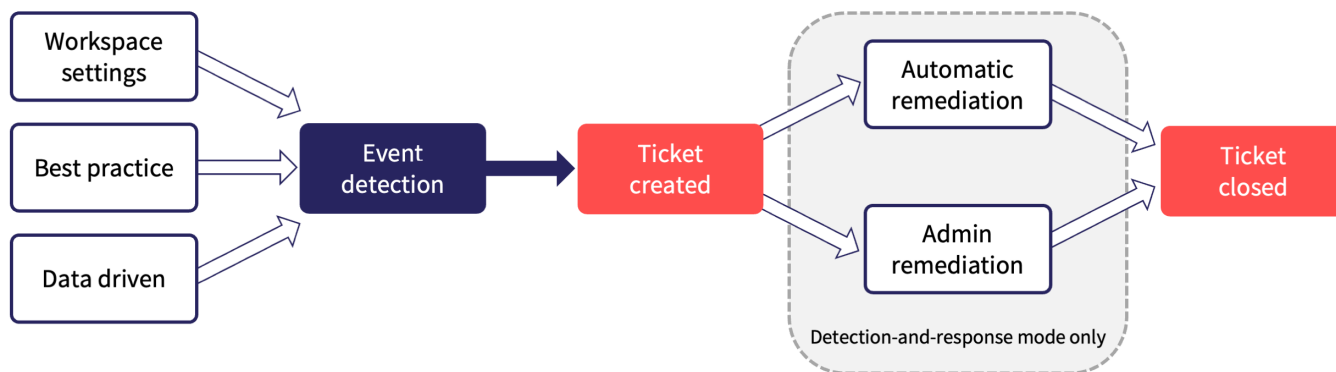 Workspace
settings
Best practice
Data driven
Event
detection
Ticket
created
Automatic
remediation
Admin
remediation
Detection-and-response mode only
Ticket
closed